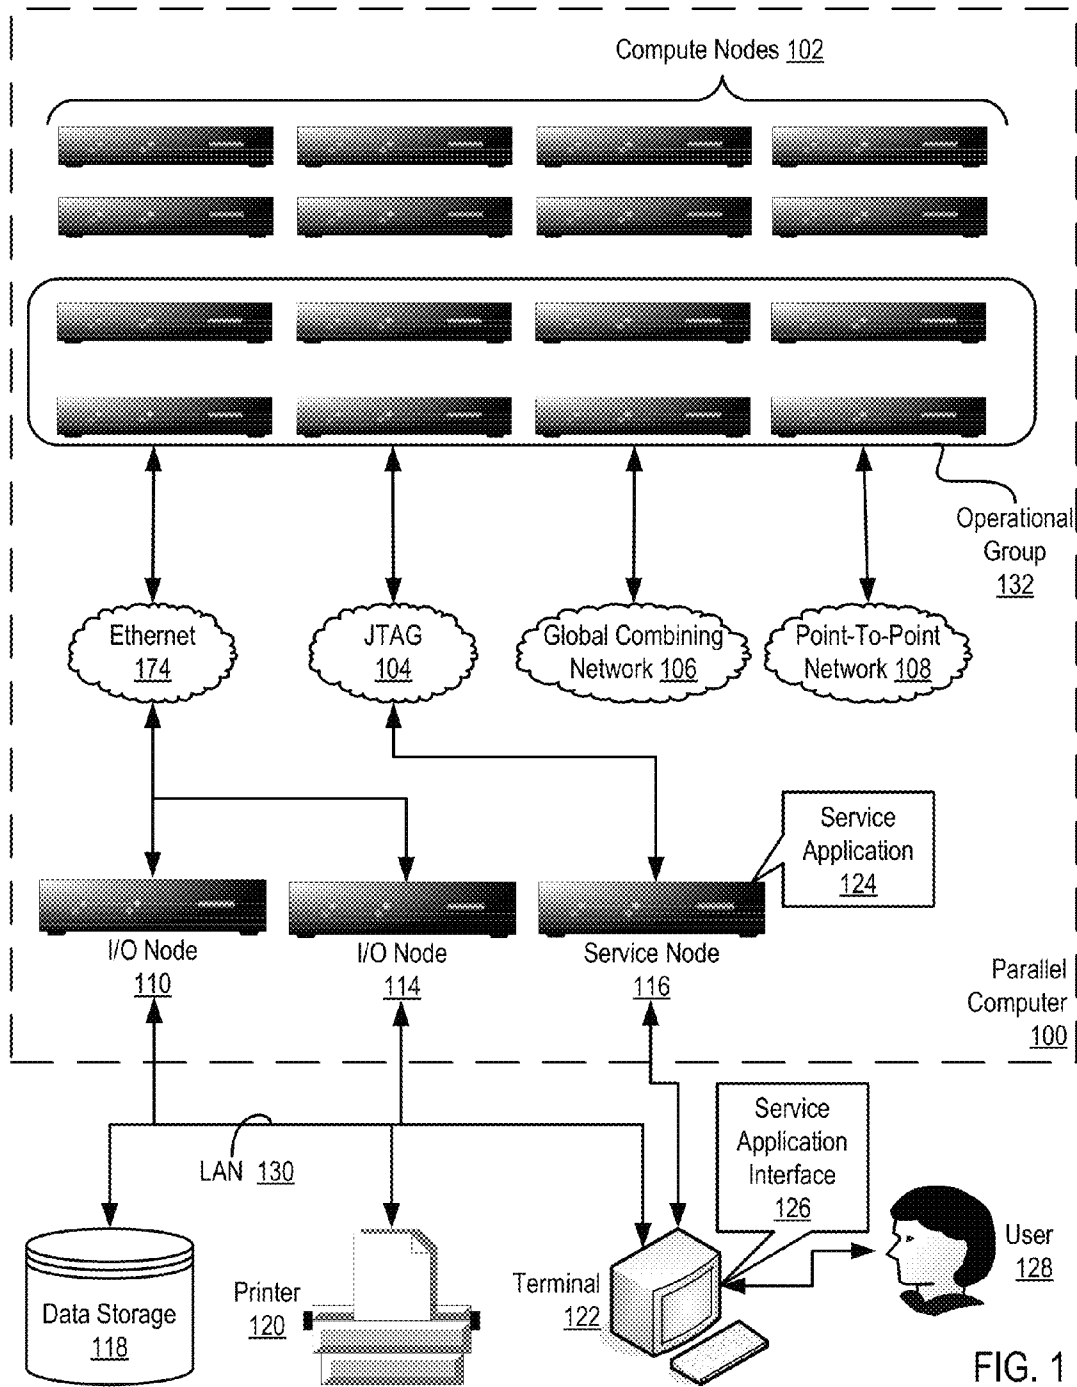 Compute Nodes 102
Operational
Group
132
Ethernet
174
JTAG
104
Global Combining
Network 106
Point-To-Point
Network 108
Service
Application
124
I/O Node
110
I/O Node
114
Service Node
116
Parallel
Computer
100
LAN 130
Service
Application
Interface
126
Data Storage
118
Printer
120
Terminal
122
User
128
FIG. 1